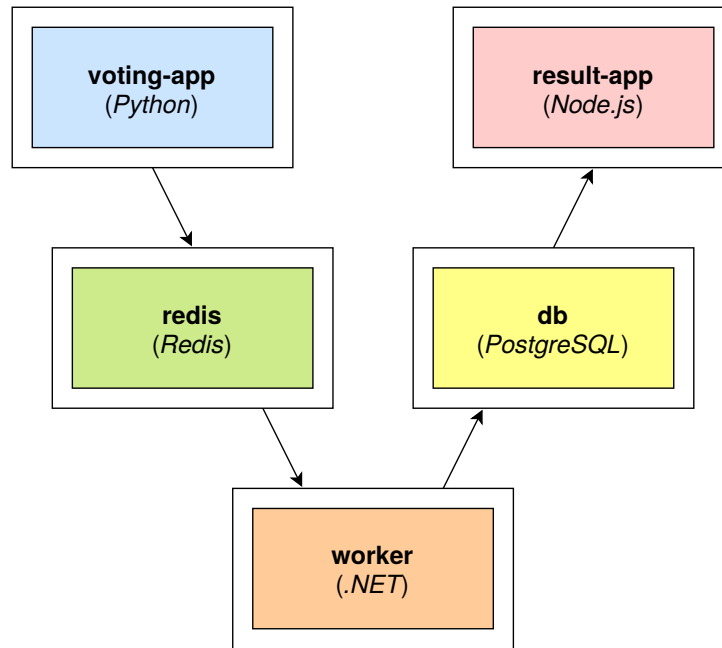 voting-app
(Python)
result-app
(Node.js)
redis
(Redis)
db
(PostgreSQL)
worker
(.NET)